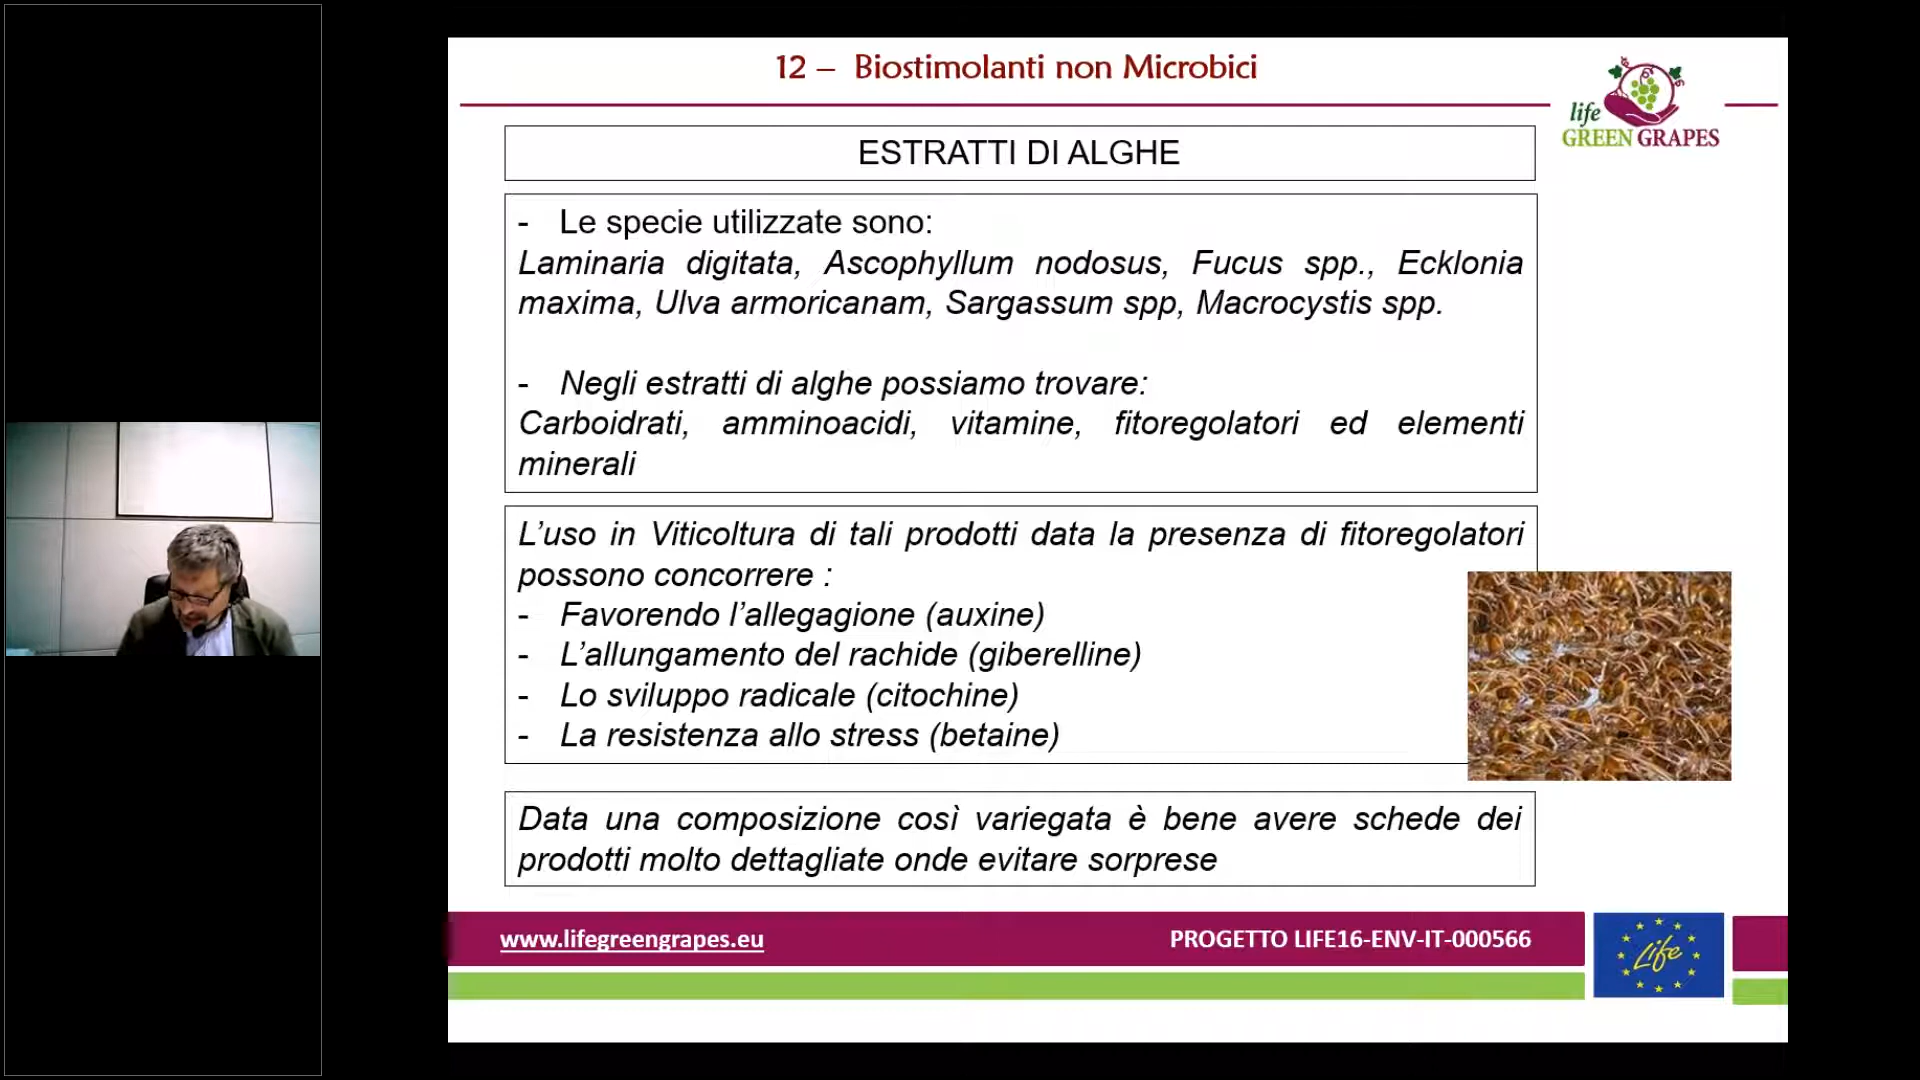 12 – Biostimolanti non Microbici
life
GREEN GRAPES
ESTRATTI DI ALGHE
- Le specie utilizzate sono:
Laminaria digitata, Ascophyllum nodosus, Fucus spp., Ecklonia
maxima, Ulva armoricanam, Sargassum spp, Macrocystis spp.
- Negli estratti di alghe possiamo trovare:
Carboidrati, amminoacidi, vitamine, fitoregolatori ed elementi
minerali
L’uso in Viticoltura di tali prodotti data la presenza di fitoregolatori
possono concorrere :
- Favorendo l’allegagione (auxine)
- L’allungamento del rachide (giberelline)
- Lo sviluppo radicale (citochine)
- La resistenza allo stress (betaine)
Data una composizione così variegata è bene avere schede dei
prodotti molto dettagliate onde evitare sorprese
www.lifegreengrapes.eu
PROGETTO LIFE16-ENV-IT-000566
Life